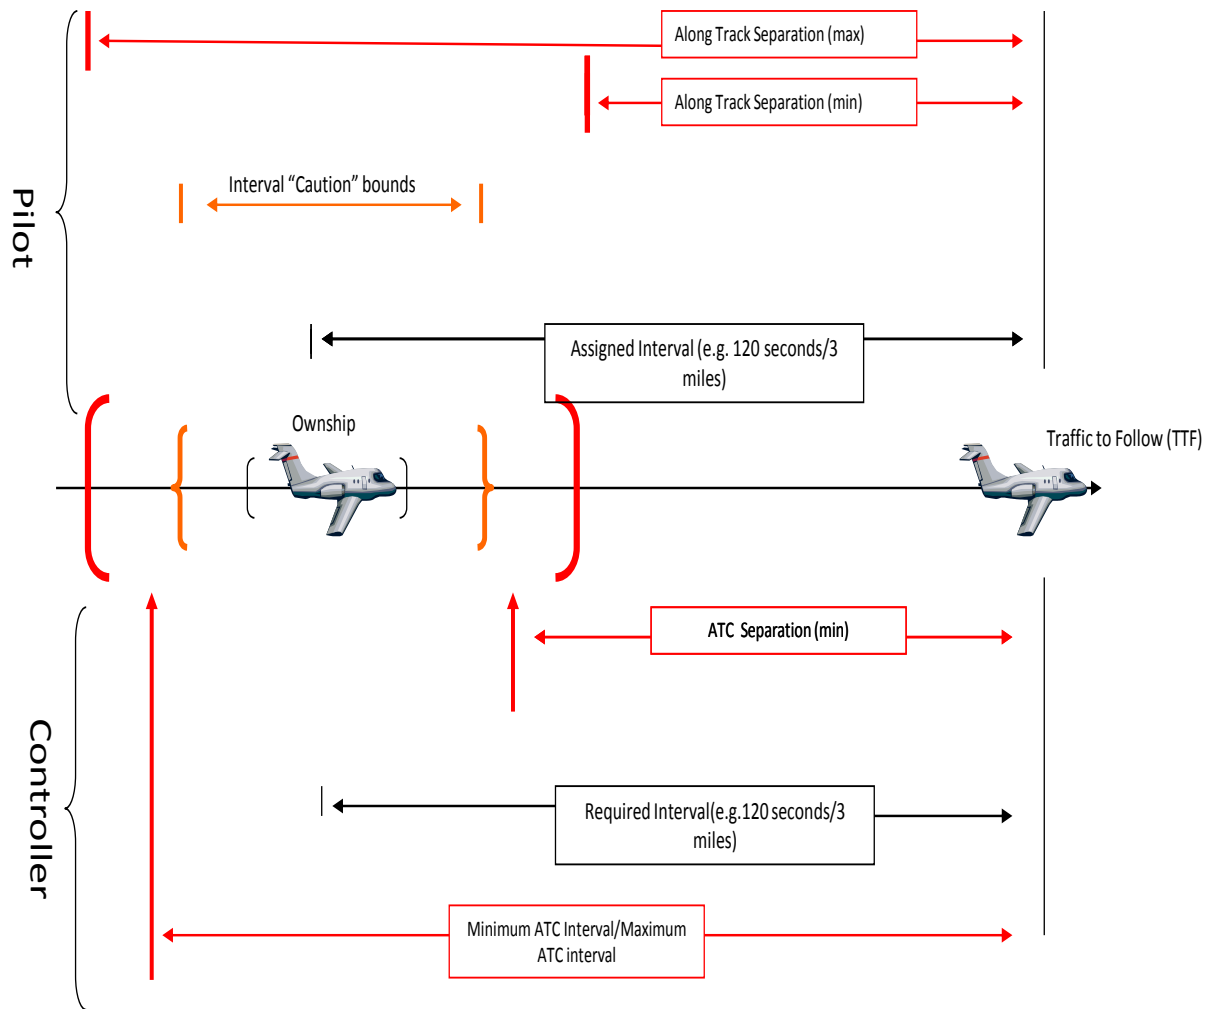 Along Track Separation (max)
Along Track Separation (min)
Interval “Caution” bounds
Pilot
Assigned Interval (e.g. 120 seconds/3
miles)
Ownship
Traffic to Follow (TTF)
ATC Separation (min)
Controller
Required Interval(e.g.120 seconds/3
miles)
Minimum ATC Interval/Maximum
ATC interval